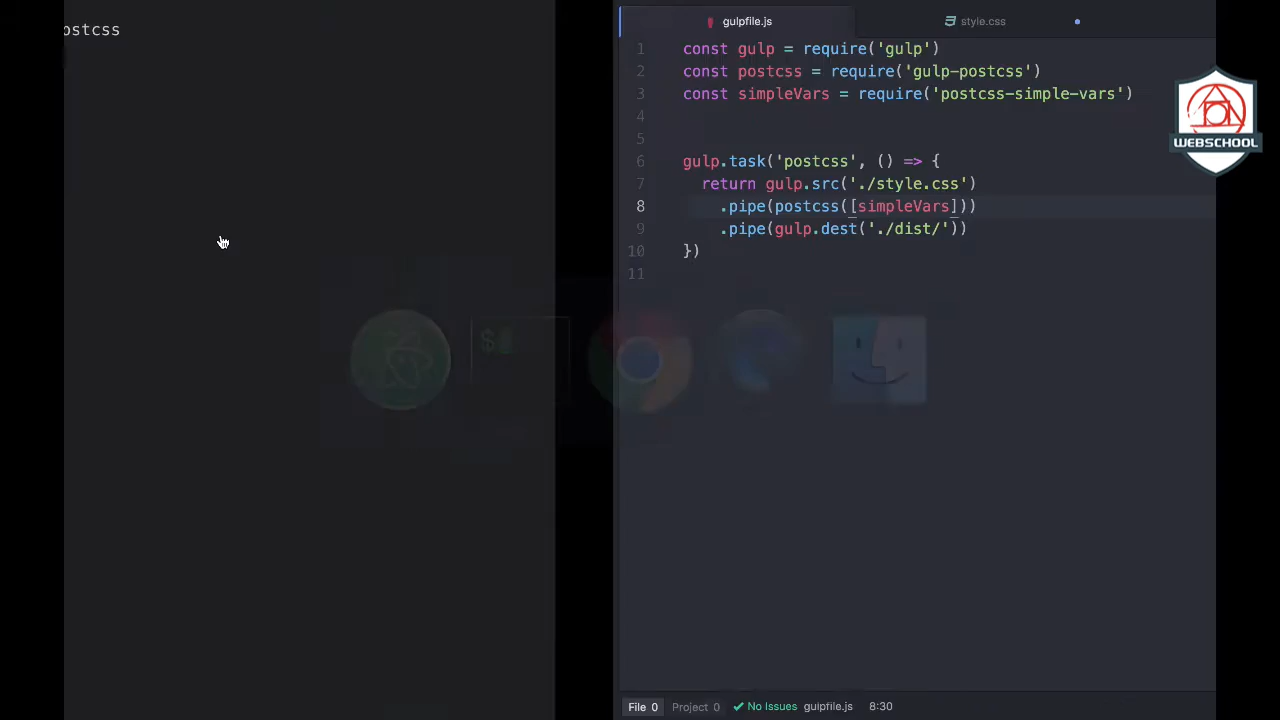 ostcss
gulpfile.js
style.css
1 const gulp = require('gulp')
2 const postcss = require('gulp-postcss')
3 const simpleVars = require('postcss-simple-vars')
4
5
6 gulp.task('postcss', () => {
7 return gulp.src('./style.css')
8 .pipe(postcss([simpleVars]))
9 .pipe(gulp.dest('./dist/'))
10 })
11
$
WEBSCHOOL
File 0 Project 0 No Issues gulpfile.js 8:30